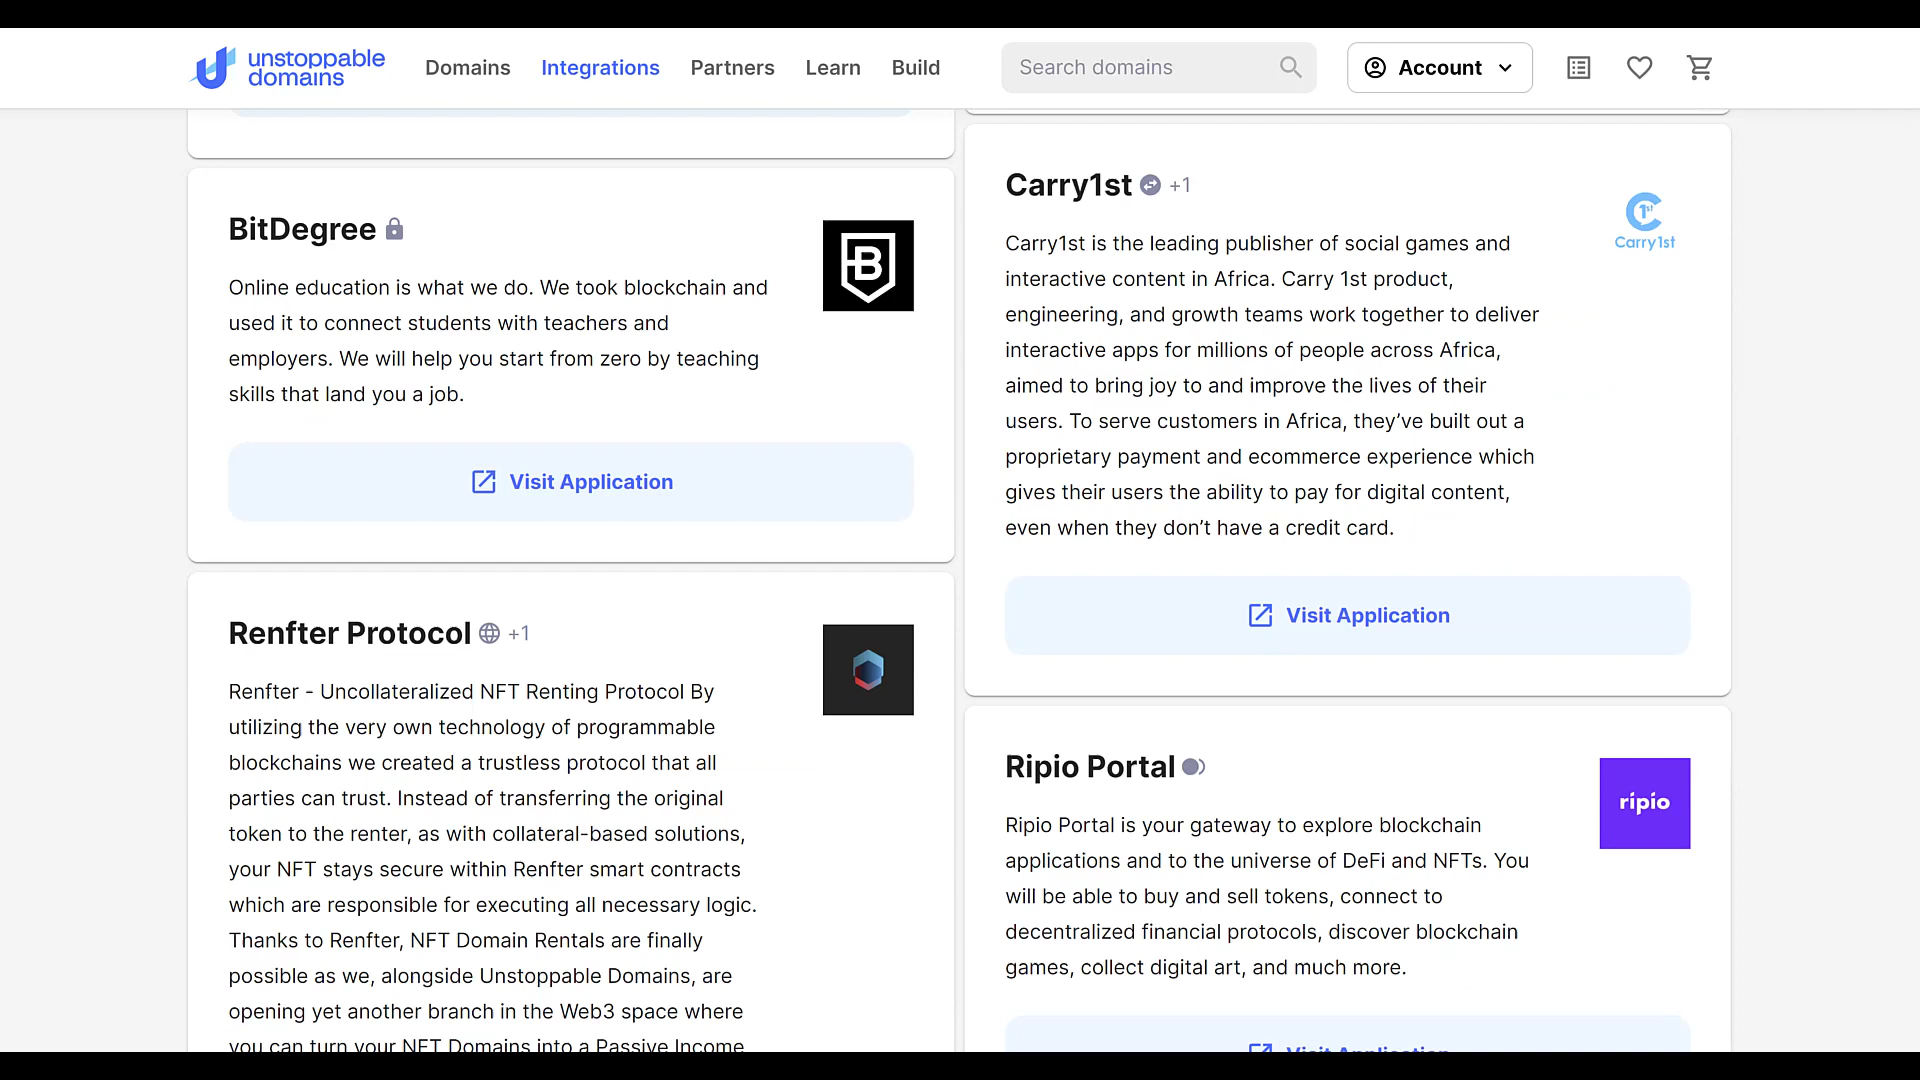 unstoppable
domains
Domains
Integrations
Partners
Learn
Build
Search domains
Account
BitDegree
Online education is what we do. We took blockchain and
used it to connect students with teachers and
employers. We will help you start from zero by teaching
skills that land you a job.
Visit Application
Renfter Protocol +1
Renfter - Uncollateralized NFT Renting Protocol By
utilizing the very own technology of programmable
blockchains we created a trustless protocol that all
parties can trust. Instead of transferring the original
token to the renter, as with collateral-based solutions,
your NFT stays secure within Renfter smart contracts
which are responsible for executing all necessary logic.
Thanks to Renfter, NFT Domain Rentals are finally
possible as we, alongside Unstoppable Domains, are
opening yet another branch in the Web3 space where
you can turn your NFT Domains into a Passive Income
Carry1st +1
1st
Carry1st
Carry1st is the leading publisher of social games and
interactive content in Africa. Carry 1st product,
engineering, and growth teams work together to deliver
interactive apps for millions of people across Africa,
aimed to bring joy to and improve the lives of their
users. To serve customers in Africa, they’ve built out a
proprietary payment and ecommerce experience which
gives their users the ability to pay for digital content,
even when they don’t have a credit card.
Visit Application
Ripio Portal
ripio
Ripio Portal is your gateway to explore blockchain
applications and to the universe of DeFi and NFTs. You
will be able to buy and sell tokens, connect to
decentralized financial protocols, discover blockchain
games, collect digital art, and much more.
Visit Application